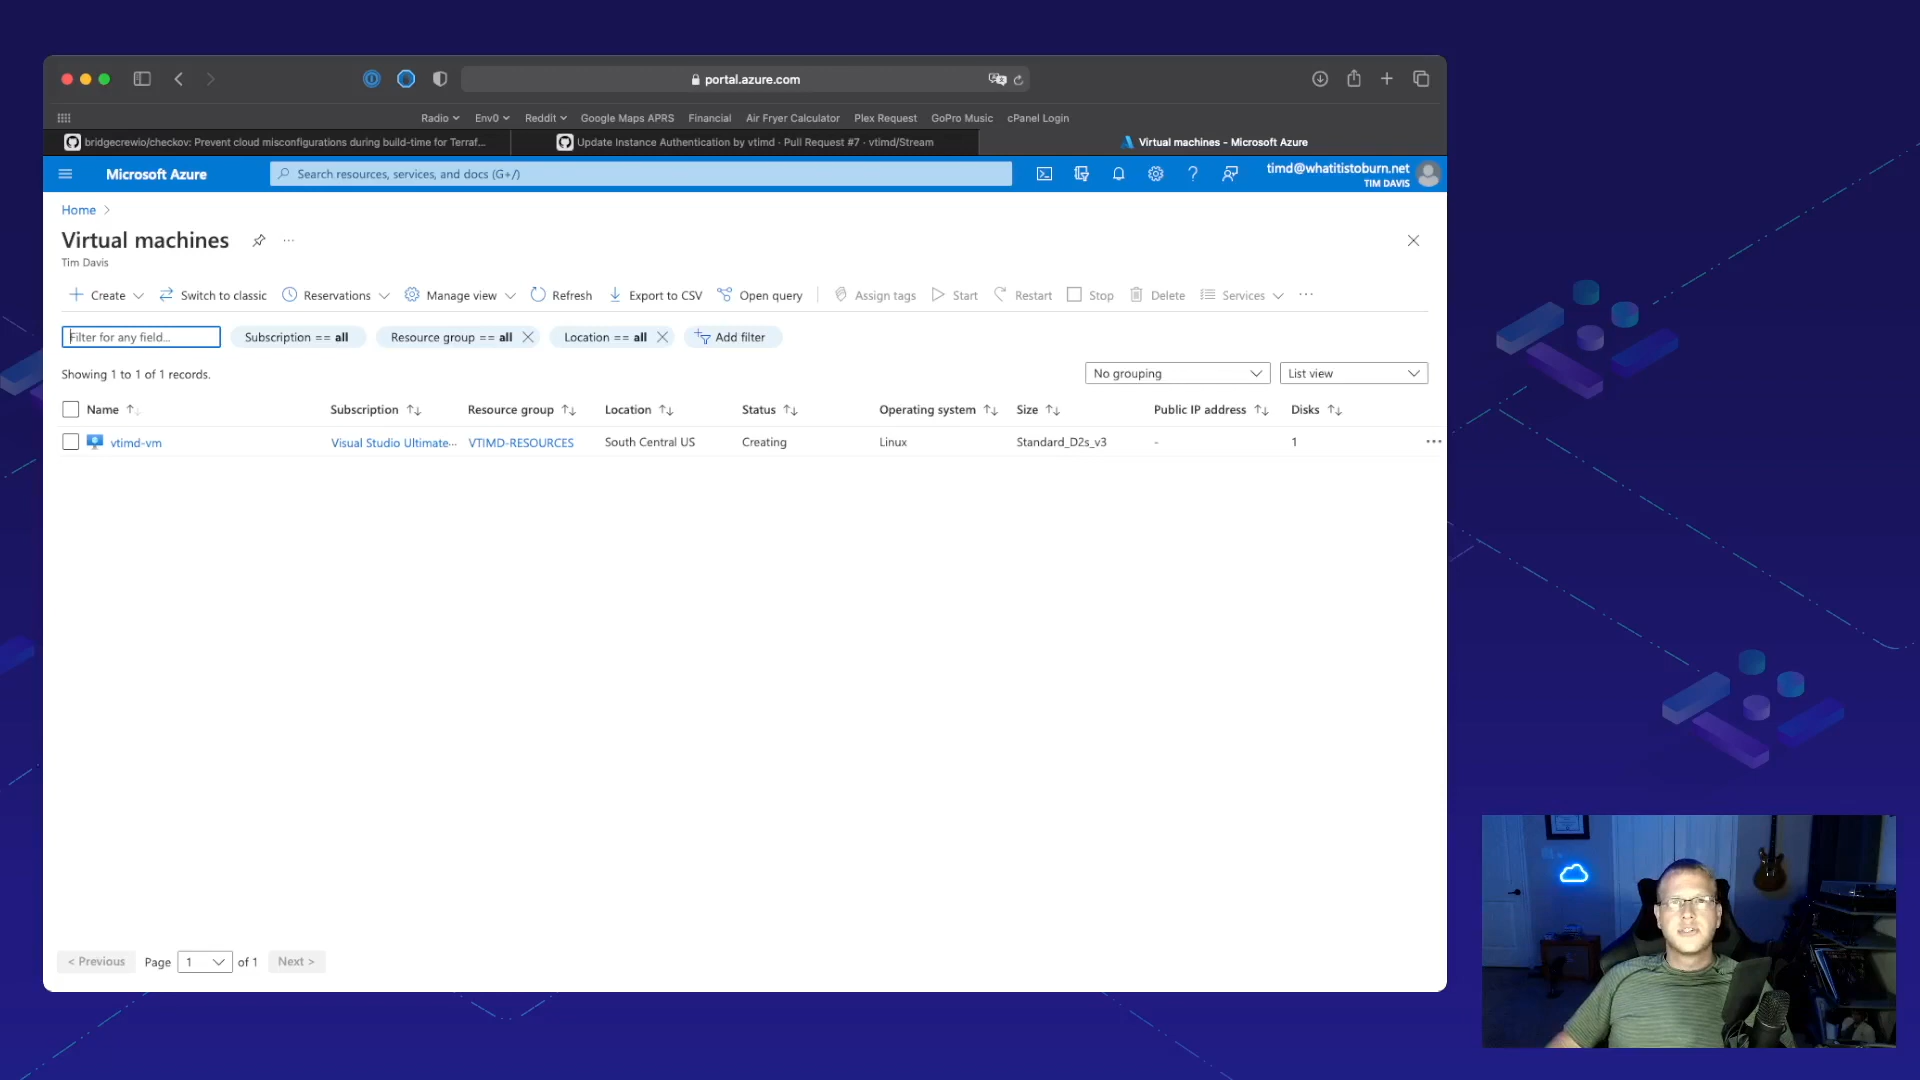 portal.azure.com
Radio Env0 Reddit Google Maps APRS Financial Air Fryer Calculator Plex Request GoPro Music cPanel Login
bridgecrewio/checkov: Prevent cloud misconfigurations during build-time for Terraf...
Update Instance Authentication by vtimd · Pull Request #7 · vtimd/Stream
Virtual machines - Microsoft Azure
Microsoft Azure
Search resources, services, and docs (G+/)
timd@whatitistoburn.net
TIM DAVIS
Home
Virtual machines
Tim Davis
Create Switch to classic Reservations Manage view Refresh Export to CSV Open query Assign tags Start Restart Stop Delete Services
Filter for any field... Subscription == all Resource group == all Location == all Add filter
Showing 1 to 1 of 1 records.
No grouping List view
Name Subscription Resource group Location Status Operating system Size Public IP address Disks
vtimd-vm Visual Studio Ultimate... VTIMD-RESOURCES South Central US Creating Linux Standard_D2s_v3 - 1
< Previous Page 1 of 1 Next >